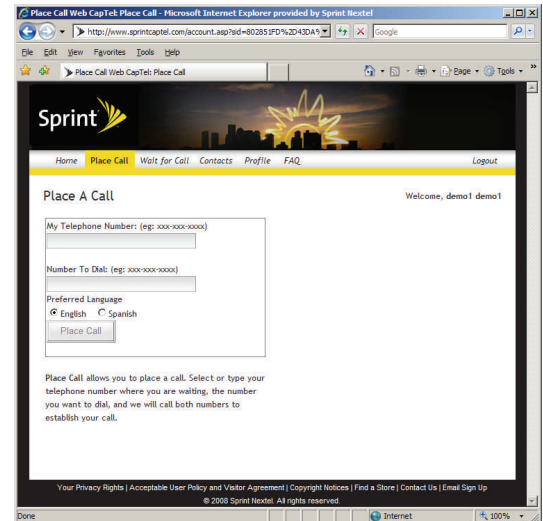 Place Call Web CapTel: Place Call - Microsoft Internet Explorer provided by Sprint Nextel
http://www.sprintcaptel.com/account.asp?sid=802851FD%2D43DA%
Google
File Edit View Favorites Tools Help
Place Call Web CapTel: Place Call
Page Tools
Sprint
Home Place Call Wait for Call Contacts Profile FAQ Logout
Place A Call
Welcome, demo1 demo1
My Telephone Number: (eg: xxx-xxx-xxxx)
Number To Dial: (eg: xxx-xxx-xxxx)
Preferred Language
English Spanish
Place Call
Place Call allows you to place a call. Select or type your
telephone number where you are waiting, the number
you want to dial, and we will call both numbers to
establish your call.
Your Privacy Rights | Acceptable User Policy and Visitor Agreement | Copyright Notices | Find a Store | Contact Us | Email Sign Up
© 2008 Sprint Nextel. All rights reserved.
Done Internet 100%